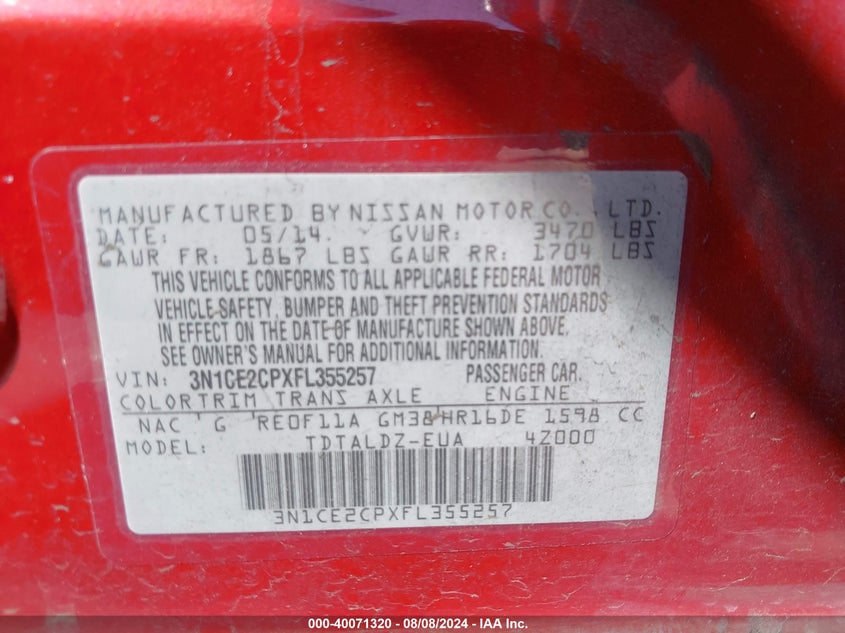 MANUFACTURED BY NISSAN MOTOR CO., LTD.
DATE: 05/14. GVWR: 3470 LBS
GAWR FR: 1867 LBS GAWR RR: 1704 LBS
THIS VEHICLE CONFORMS TO ALL APPLICABLE FEDERAL MOTOR
VEHICLE SAFETY, BUMPER AND THEFT PREVENTION STANDARDS
IN EFFECT ON THE DATE OF MANUFACTURE SHOWN ABOVE.
SEE OWNER'S MANUAL FOR ADDITIONAL INFORMATION.
VIN: 3N1CE2CPXFL355257 PASSENGER CAR.
COLOR TRIM TRANS AXLE ENGINE
NAC G RE0F11A GM38 HR16DE 1598 CC
MODEL: TDTALDZ-EUA 4Z000
3N1CE2CPXFL355257
000-40071320 - 08/08/2024 - IAA Inc.